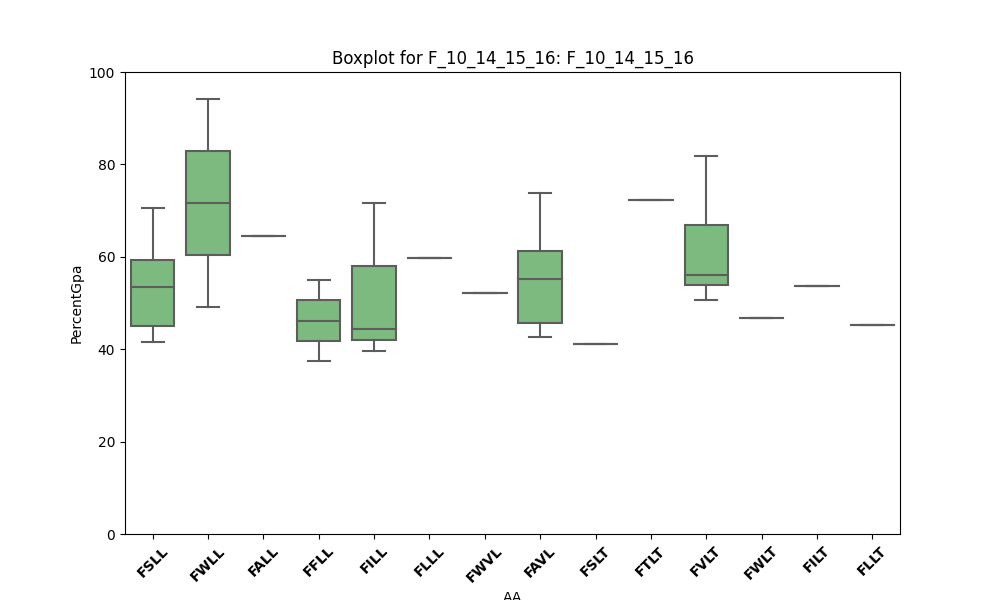 Boxplot for F_10_14_15_16: F_10_14_15_16
100
80
60
40
20
0
PercentGpa
FSLL FWLL FALL FFLL FILL FLLL FWVL FAVL FSLT FTLT FVLT FWLT FILT FLLT
AA